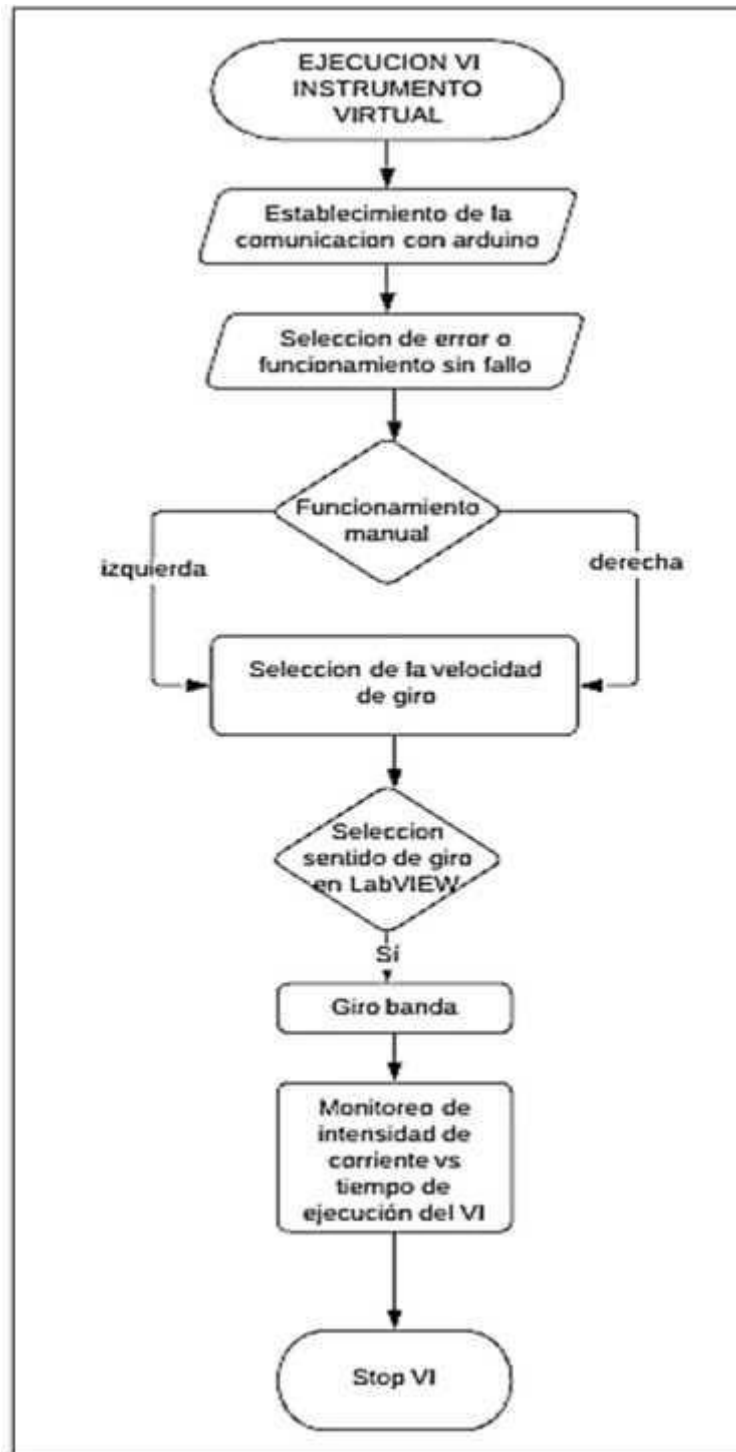 EJECUCION VI
INSTRUMENTO
VIRTUAL
Establecimiento de la
comunicacion con arduino
Seleccion de error o
funcionamiento sin fallo
Funcionamiento
manual
izquierda
derecha
Seleccion de la velocidad
de giro
Seleccion
sentido de giro
en LabVIEW
Sí
Giro banda
Monitoreo de
intensidad de
corriente vs
tiempo de
ejecución del VI
Stop VI